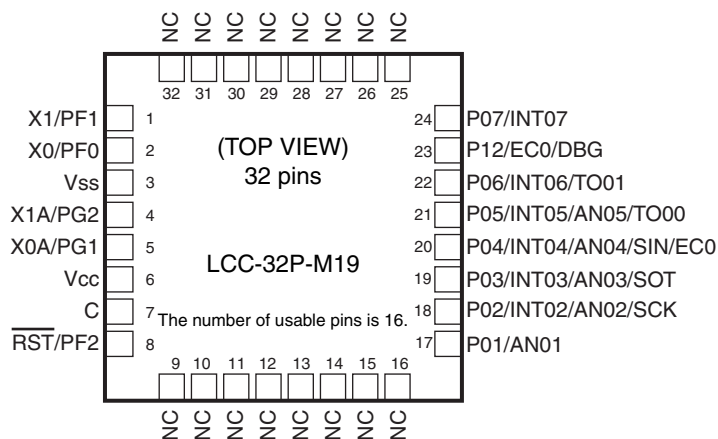 NC NC NC NC NC NC NC NC
32 31 30 29 28 27 26 25
X1/PF1 1
X0/PF0 2
Vss 3
X1A/PG2 4
X0A/PG1 5
Vcc 6
C 7
RST/PF2 8
(TOP VIEW)
32 pins
LCC-32P-M19
The number of usable pins is 16.
24 P07/INT07
23 P12/EC0/DBG
22 P06/INT06/TO01
21 P05/INT05/AN05/TO00
20 P04/INT04/AN04/SIN/EC0
19 P03/INT03/AN03/SOT
18 P02/INT02/AN02/SCK
17 P01/AN01
9 10 11 12 13 14 15 16
NC NC NC NC NC NC NC NC